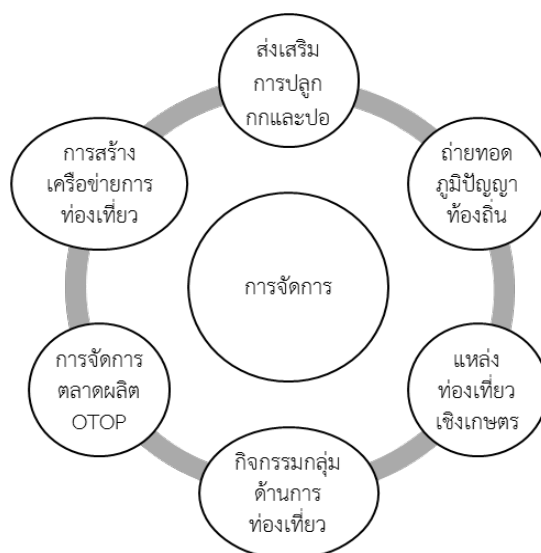 ส่งเสริม
การปลูก
กกและปอ
ถ่ายทอด
ภูมิปัญญา
ท้องถิ่น
แหล่ง
ท่องเที่ยว
เชิงเกษตร
กิจกรรมกลุ่ม
ด้านการ
ท่องเที่ยว
การจัดการ
ตลาดผลิต
OTOP
การสร้าง
เครือข่ายการ
ท่องเที่ยว
การจัดการ